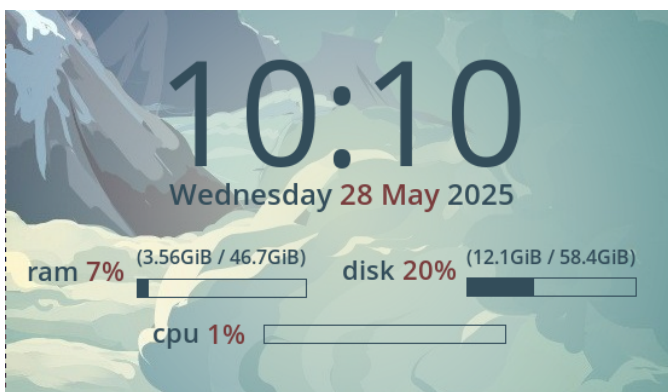 10:10
Wednesday 28 May 2025
ram 7% (3.56GiB / 46.7GiB)
disk 20% (12.1GiB / 58.4GiB)
cpu 1%